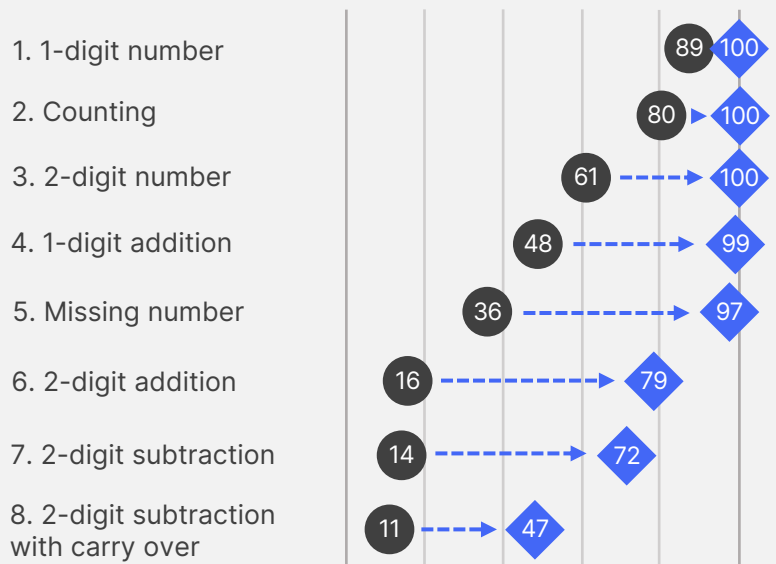 1. 1-digit number 89 100
2. Counting 80 100
3. 2-digit number 61 100
4. 1-digit addition 48 99
5. Missing number 36 97
6. 2-digit addition 16 79
7. 2-digit subtraction 14 72
8. 2-digit subtraction
with carry over 11 47